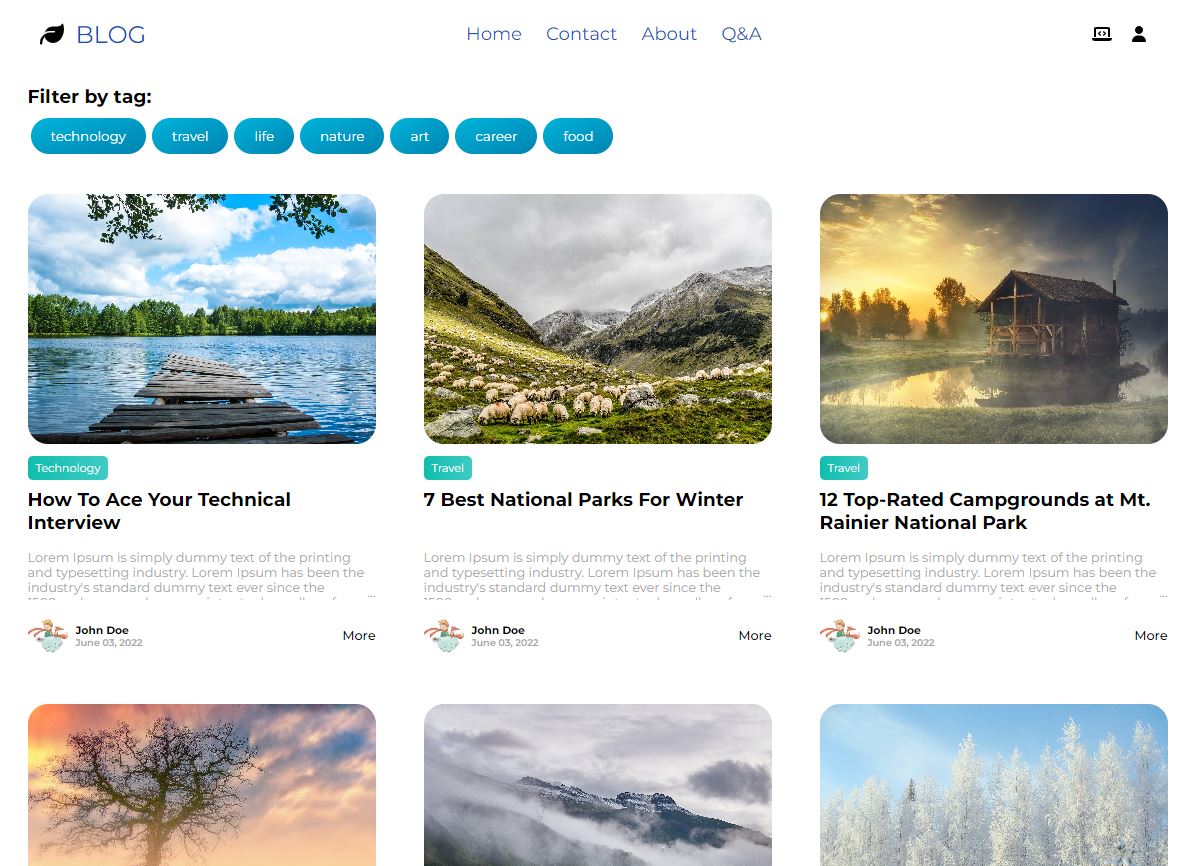 BLOG
Home Contact About Q&A
Filter by tag:
technology travel life nature art career food
Technology
How To Ace Your Technical
Interview
Lorem Ipsum is simply dummy text of the printing
and typesetting industry. Lorem Ipsum has been the
industry's standard dummy text ever since the
...
John Doe
June 03, 2022
More
Travel
7 Best National Parks For Winter
Lorem Ipsum is simply dummy text of the printing
and typesetting industry. Lorem Ipsum has been the
industry's standard dummy text ever since the
...
John Doe
June 03, 2022
More
Travel
12 Top-Rated Campgrounds at Mt.
Rainier National Park
Lorem Ipsum is simply dummy text of the printing
and typesetting industry. Lorem Ipsum has been the
industry's standard dummy text ever since the
...
John Doe
June 03, 2022
More